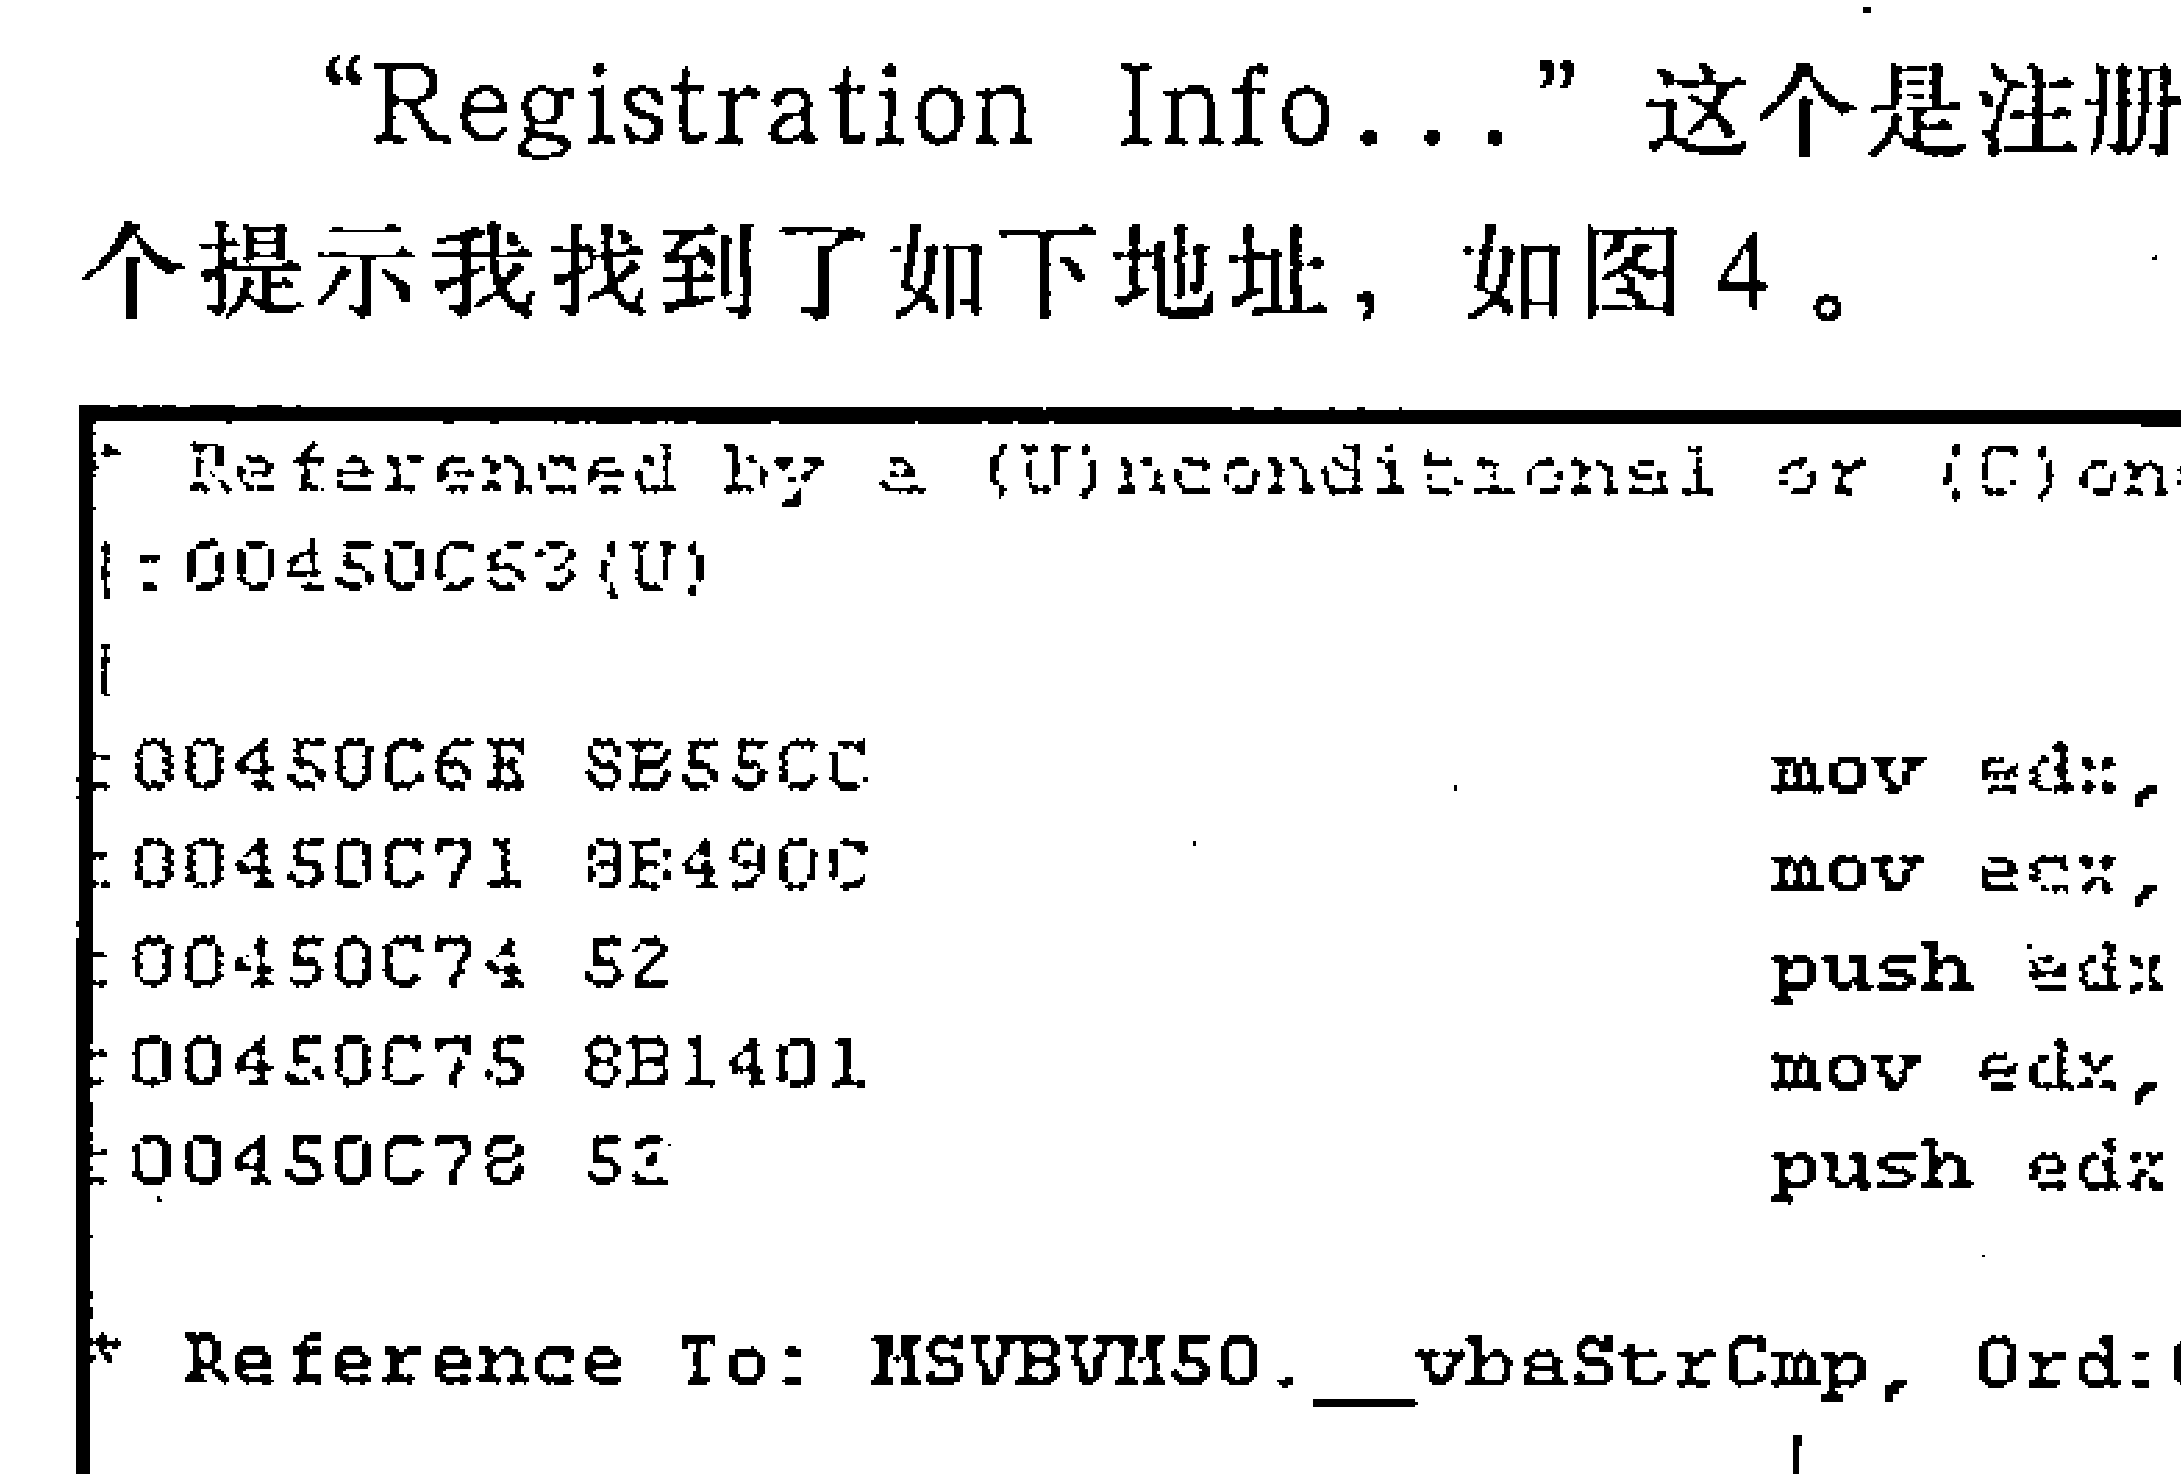 “Registration Info...” 这个是注册
个提示我找到了如下地址，如图4。
* Referenced by a (U)nconditional or (C)on
|:00450C63(U)
|
:00450C6E 8B55CC mov edx,
:00450C71 8B490C mov ecx,
:00450C74 52 push edx
:00450C75 8B1401 mov edx,
:00450C78 52 push edx
* Reference To: MSVBVM50.__vbaStrCmp, Ord:0
|